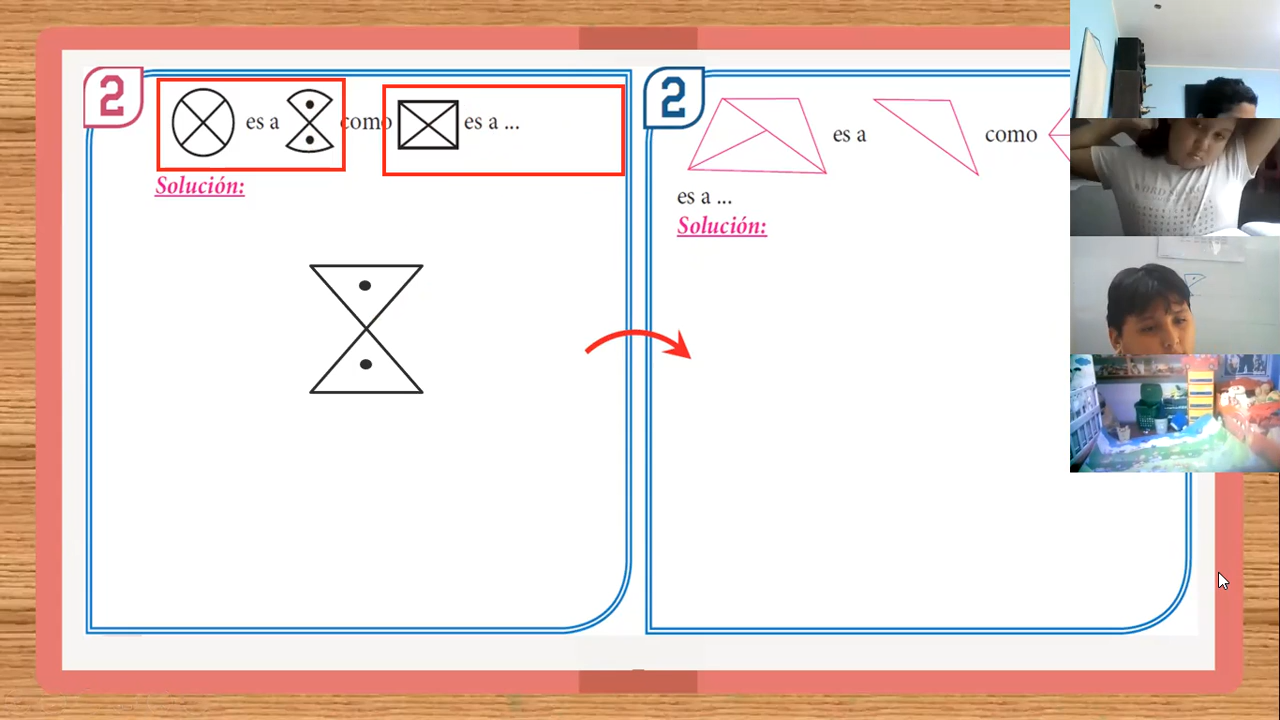 2
es a como es a ...
Solución:
2
es a como
es a ...
Solución: